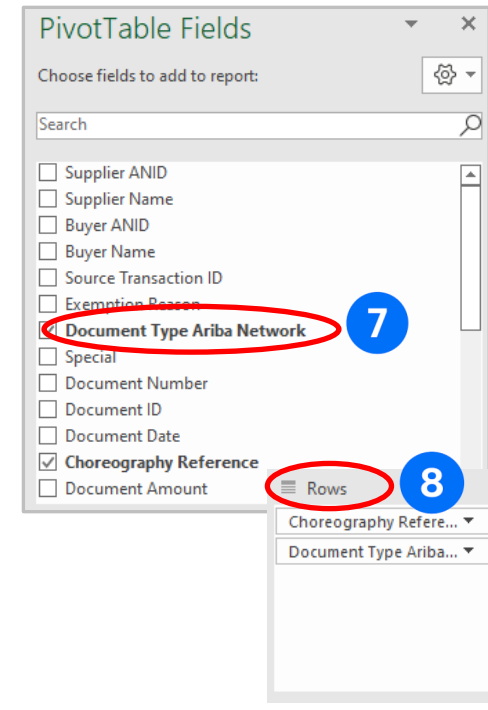 PivotTable Fields
Choose fields to add to report:
Search
Supplier ANID
Supplier Name
Buyer ANID
Buyer Name
Source Transaction ID
Exemption Reason
Document Type Ariba Network
7
Special
Document Number
Document ID
Document Date
Choreography Reference
Document Amount
Rows
8
Choreography Refere...
Document Type Ariba...